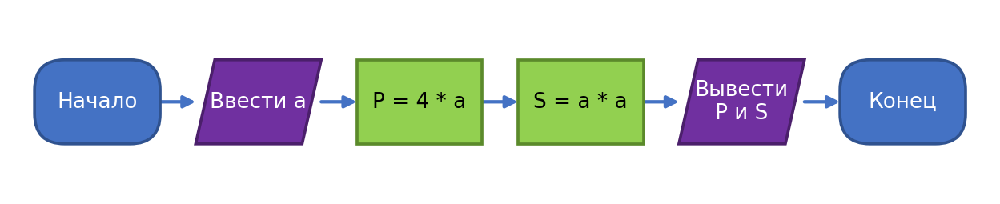 Начало
Ввести a
P = 4 * a
S = a * a
Вывести
P и S
Конец